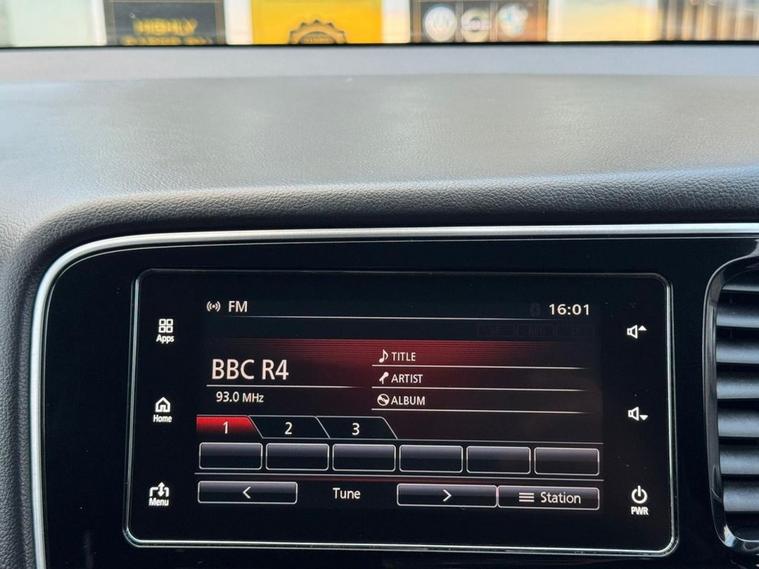 HIGHLY
FM 16:01
Apps
BBC R4
TITLE
93.0 MHz
ARTIST
Home
ALBUM
1 2 3
Menu
< Tune > Station
PWR